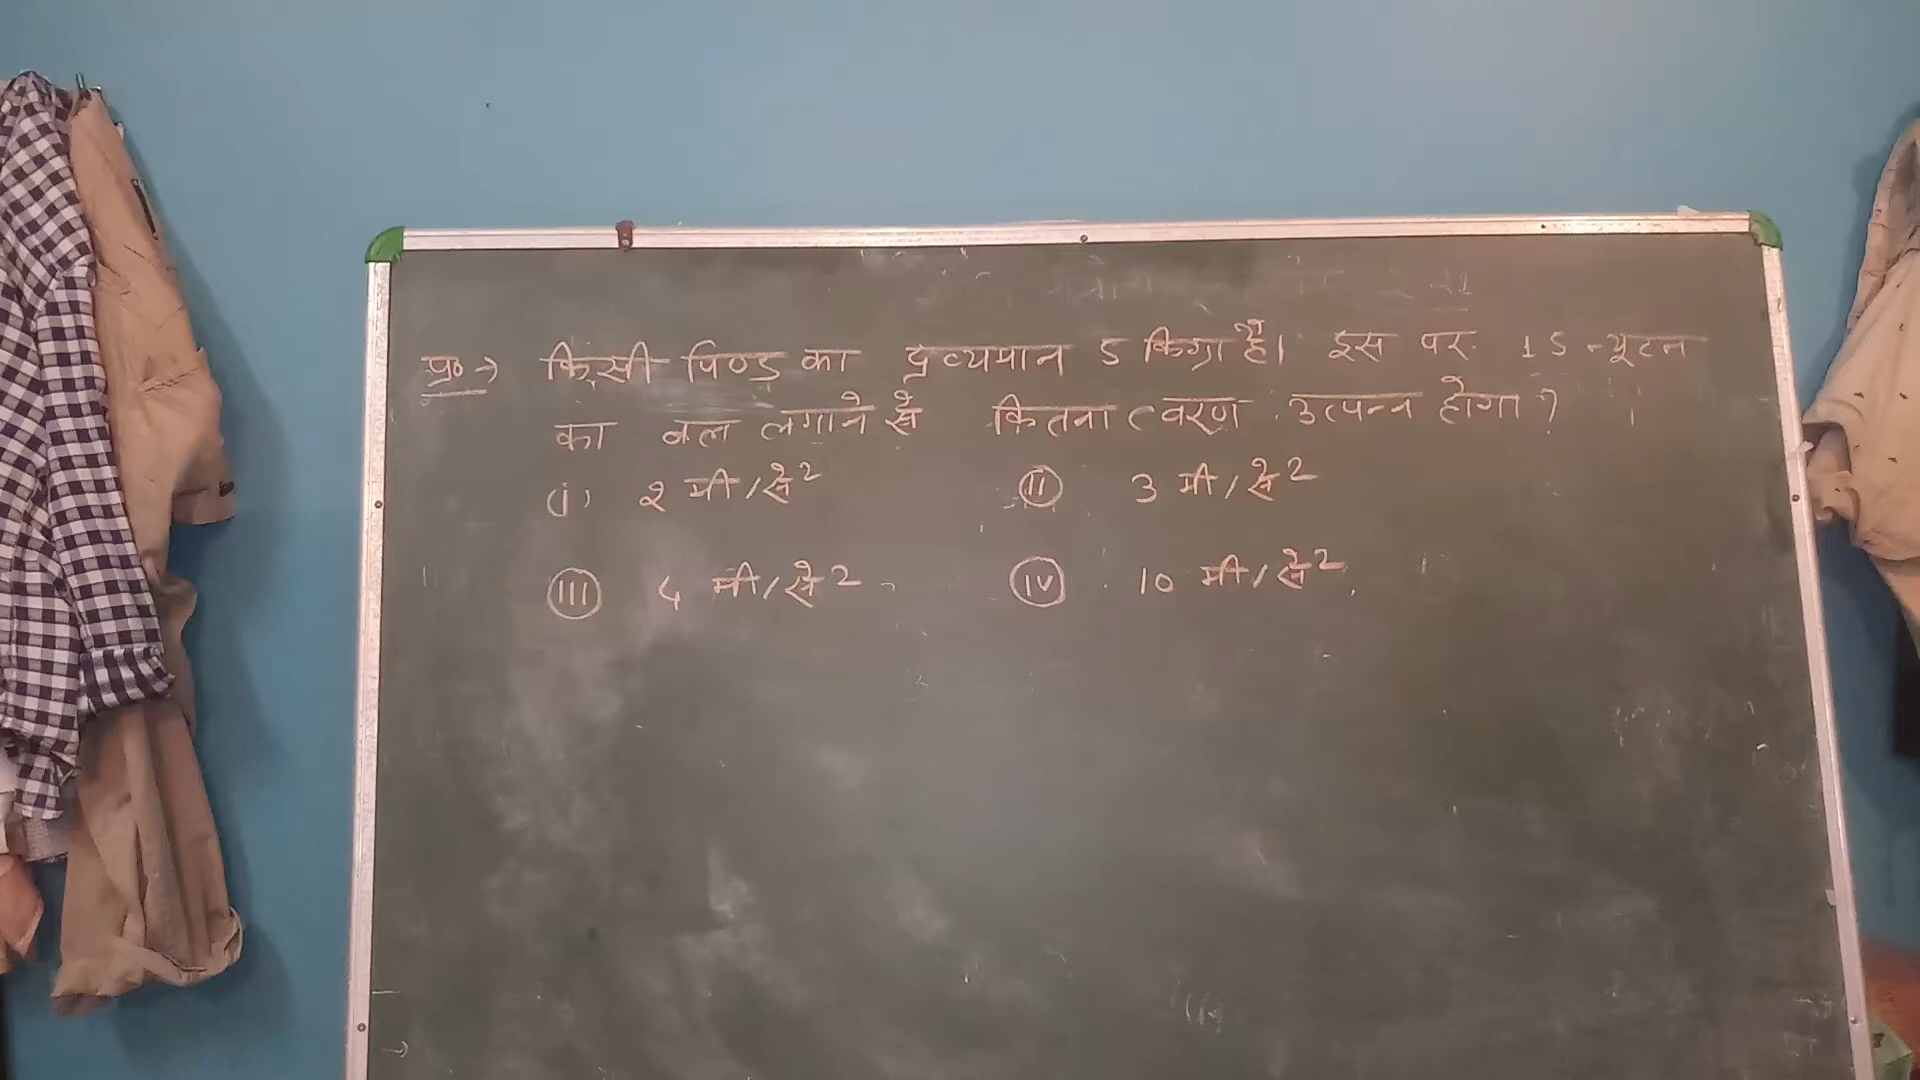 प्र० → किसी पिण्ड का द्रव्यमान 5 किग्रा है। इस पर 15 न्यूटन
का बल लगाने से कितना त्वरण उत्पन्न होगा?
(i) 2 मी/से² (II) 3 मी/से²
(III) 4 मी/से² (IV) 10 मी/से²